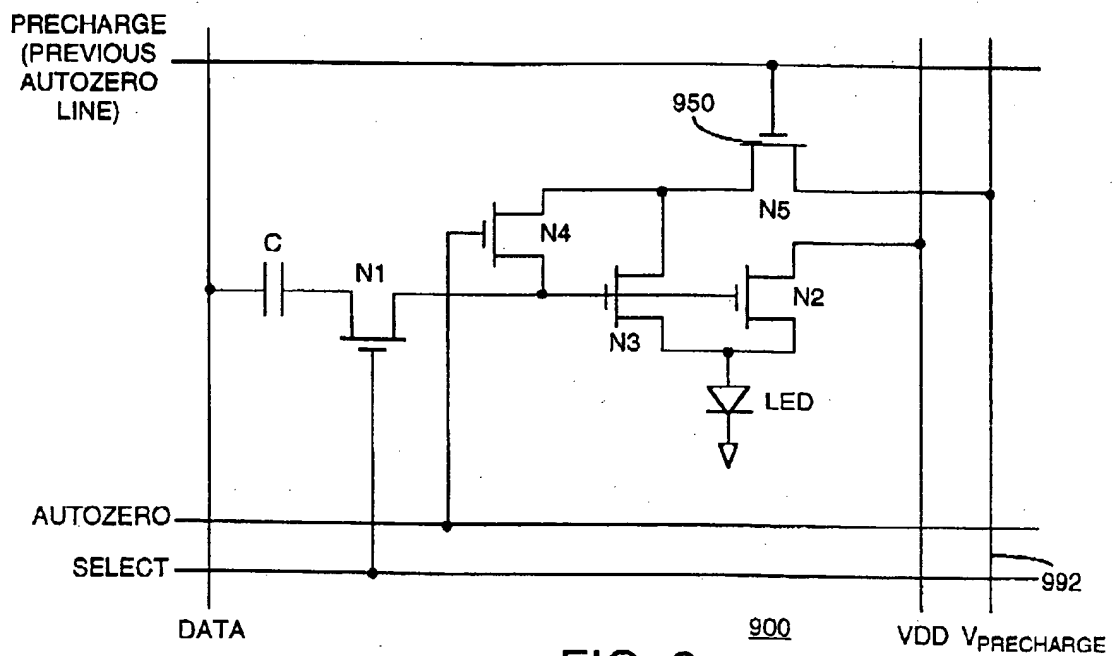 PRECHARGE
(PREVIOUS
AUTOZERO
LINE)
950
N5
N4
C
N1
N2
N3
LED
AUTOZERO
SELECT
992
DATA
900
VDD
VPRECHARGE